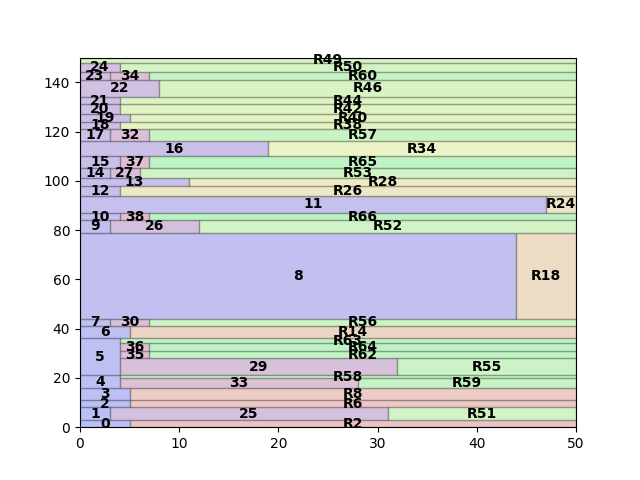 R49
24 R50
23 34 R60
22 R46
21 R44
20 R42
19 R40
18 R38
17 32 R57
16 R34
15 37 R65
14 27 R53
13 R28
12 R26
11 R24
10 38 R66
9 26 R52
8 R18
7 30 R56
6 R14
R63
36 R64
5 35 R62
29 R55
R58
4 33 R59
3 R8
2 R6
1 25 R51
0 R2
140
120
100
80
60
40
20
0
0 10 20 30 40 50